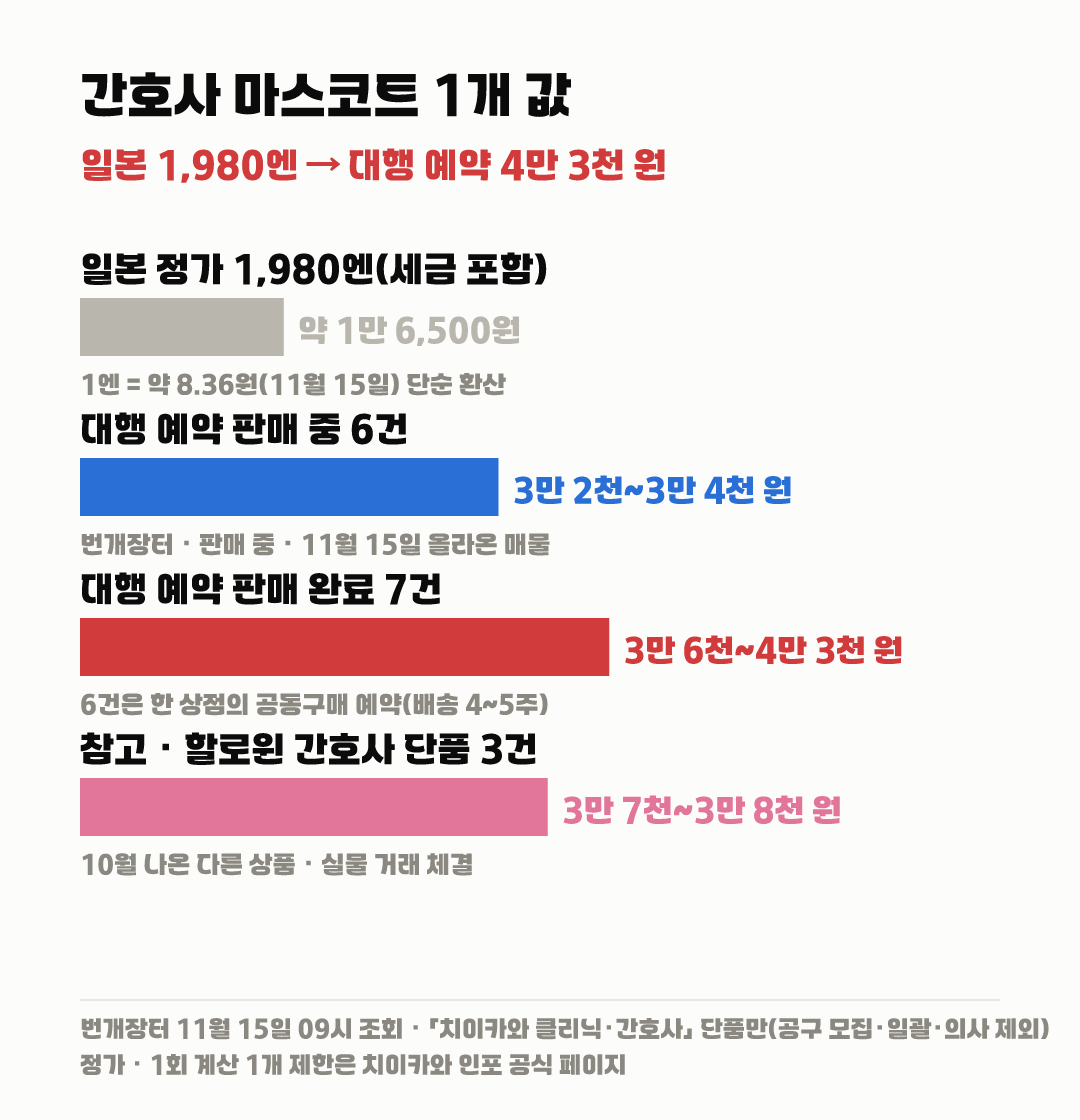 간호사 마스코트 1개 값
일본 1,980엔 → 대행 예약 4만 3천 원
일본 정가 1,980엔(세금 포함)
약 1만 6,500원
1엔 = 약 8.36원(11월 15일) 단순 환산
대행 예약 판매 중 6건
3만 2천~3만 4천 원
번개장터 · 판매 중 · 11월 15일 올라온 매물
대행 예약 판매 완료 7건
3만 6천~4만 3천 원
6건은 한 상점의 공동구매 예약(배송 4~5주)
참고 · 할로윈 간호사 단품 3건
3만 7천~3만 8천 원
10월 나온 다른 상품 · 실물 거래 체결
번개장터 11월 15일 09시 조회 · 「치이카와 클리닉·간호사」 단품만(공구 모집·일괄·의사 제외)
정가 · 1회 계산 1개 제한은 치이카와 인포 공식 페이지